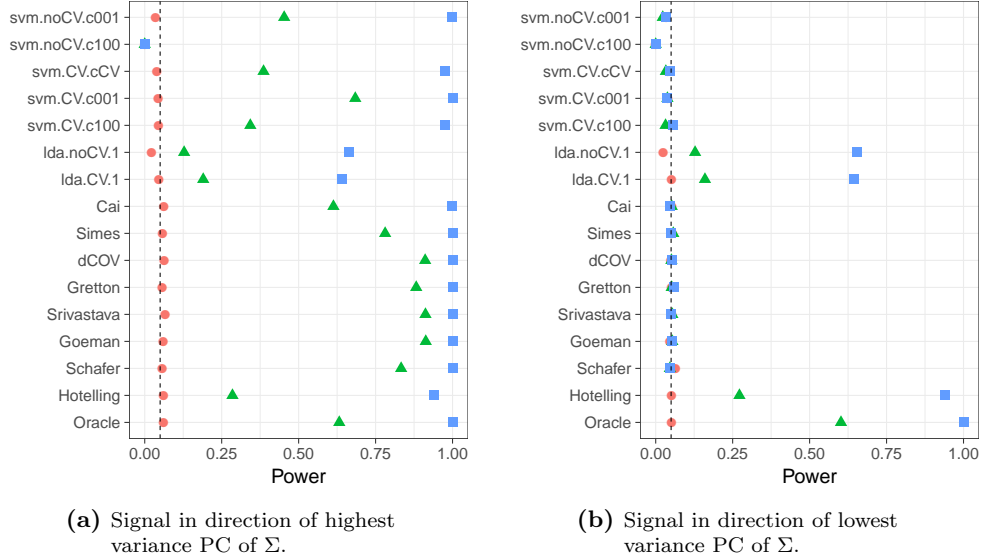 svm.noCV.c001
svm.noCV.c100
svm.CV.cCV
svm.CV.c001
svm.CV.c100
lda.noCV.1
lda.CV.1
Cai
Simes
dCOV
Gretton
Srivastava
Goeman
Schafer
Hotelling
Oracle
0.00 0.25 0.50 0.75 1.00
Power
(a) Signal in direction of highest
variance PC of Σ.
svm.noCV.c001
svm.noCV.c100
svm.CV.cCV
svm.CV.c001
svm.CV.c100
lda.noCV.1
lda.CV.1
Cai
Simes
dCOV
Gretton
Srivastava
Goeman
Schafer
Hotelling
Oracle
0.00 0.25 0.50 0.75 1.00
Power
(b) Signal in direction of lowest
variance PC of Σ.